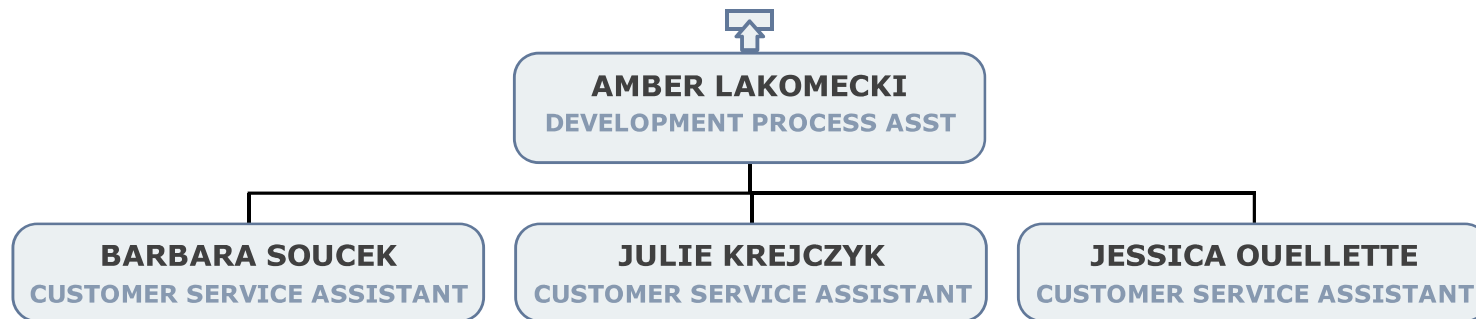 AMBER LAKOMECKI
DEVELOPMENT PROCESS ASST
BARBARA SOUCEK
CUSTOMER SERVICE ASSISTANT
JULIE KREJCZYK
CUSTOMER SERVICE ASSISTANT
JESSICA OUELLETTE
CUSTOMER SERVICE ASSISTANT